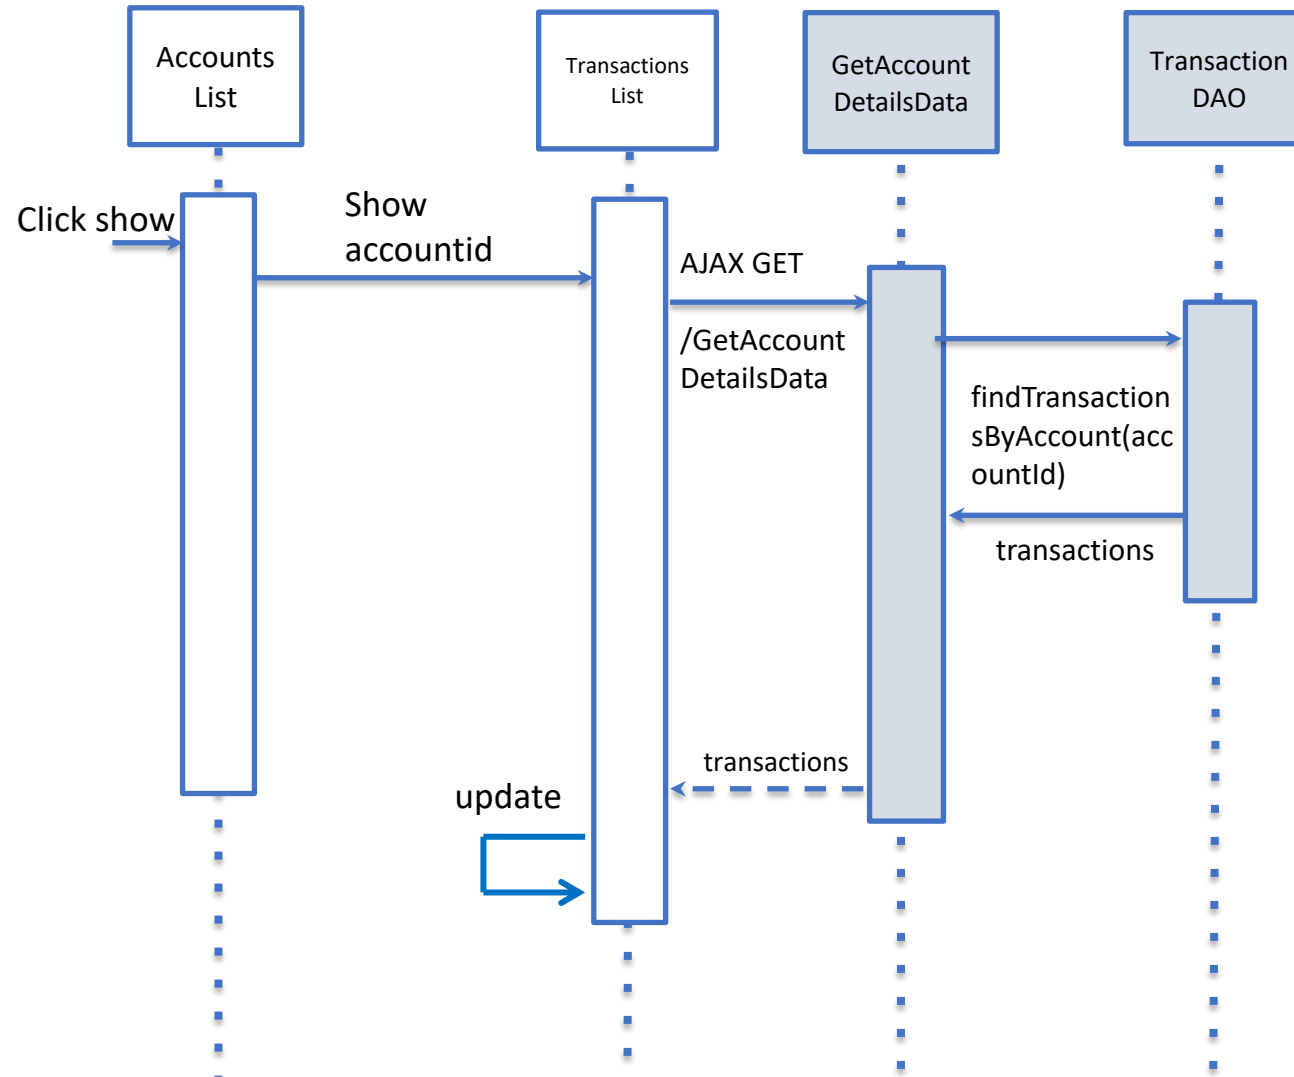 Accounts
List
Transactions
List
GetAccount
DetailsData
Transaction
DAO
Click show
Show
accountid
AJAX GET
/GetAccount
DetailsData
findTransaction
sByAccount(acc
ountId)
transactions
transactions
update